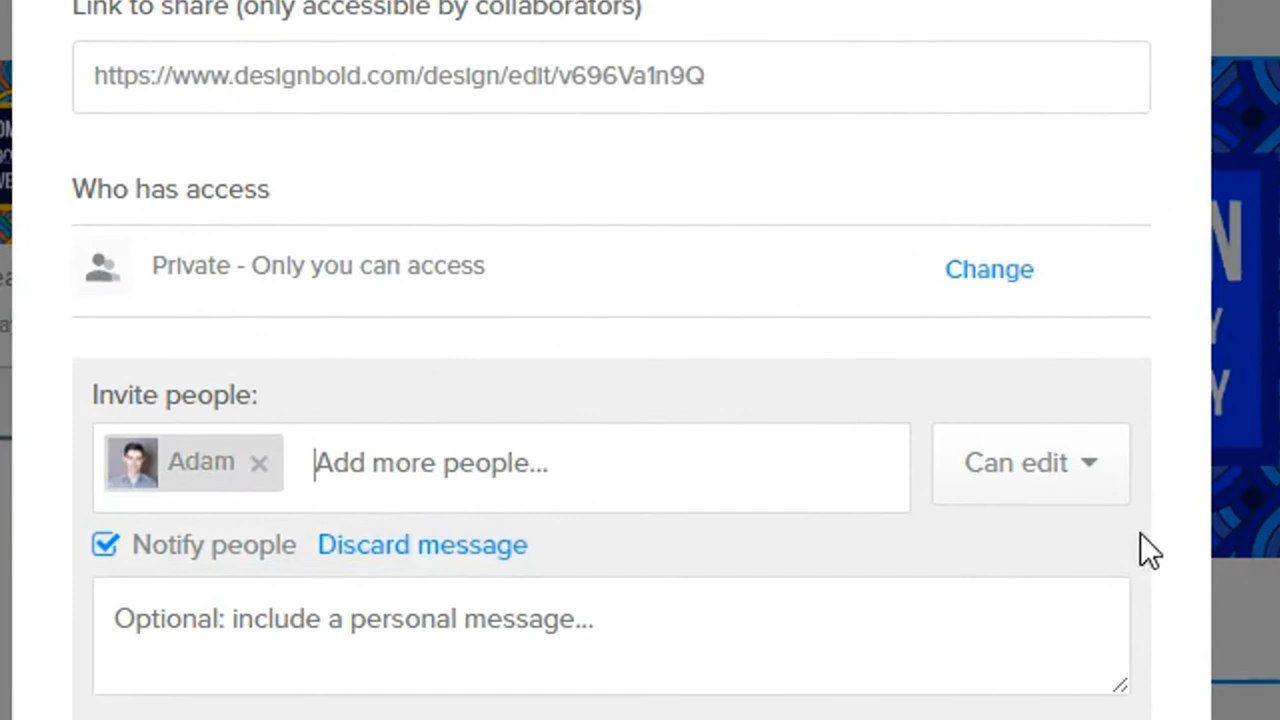 Link to share (only accessible by collaborators)
https://www.designbold.com/design/edit/v696Va1n9Q
Who has access
Private - Only you can access
Change
Invite people:
Adam
Add more people...
Can edit
Notify people
Discard message
Optional: include a personal message...